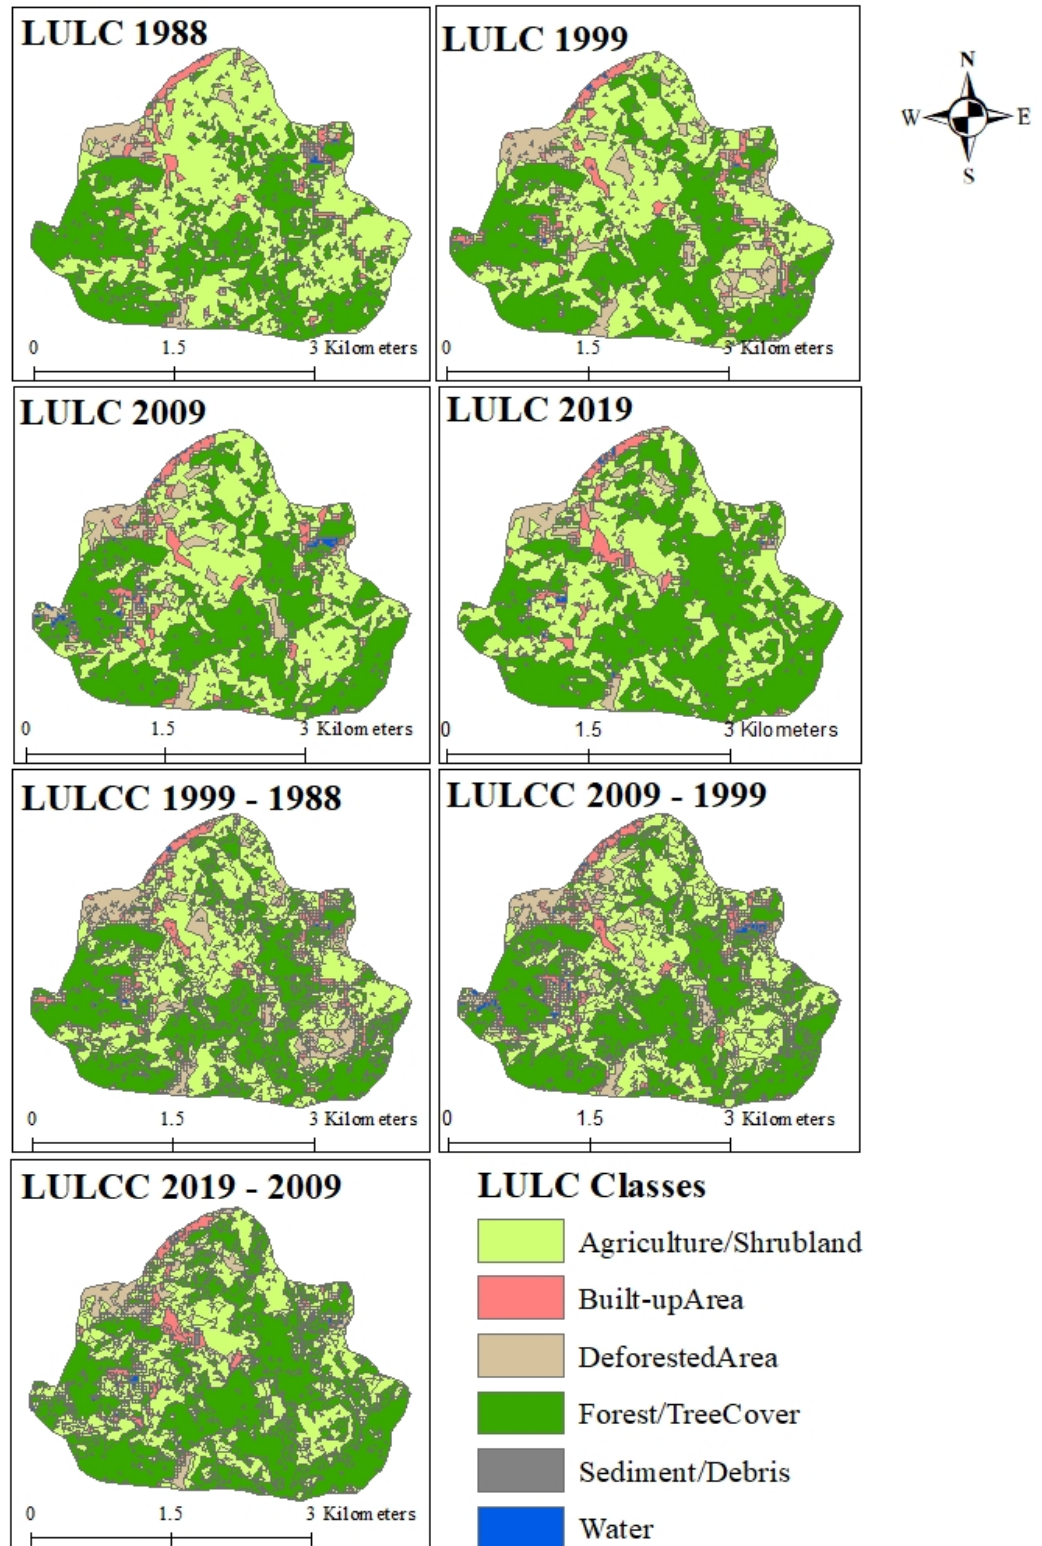 LULC 1988
LULC 1999
N
W E
S
0 1.5 3 Kilometers
0 1.5 3 Kilometers
LULC 2009
LULC 2019
0 1.5 3 Kilometers
0 1.5 3 Kilometers
LULCC 1999 - 1988
LULCC 2009 - 1999
0 1.5 3 Kilometers
0 1.5 3 Kilometers
LULCC 2019 - 2009
0 1.5 3 Kilometers
LULC Classes
Agriculture/Shrubland
Built-upArea
DeforestedArea
Forest/TreeCover
Sediment/Debris
Water